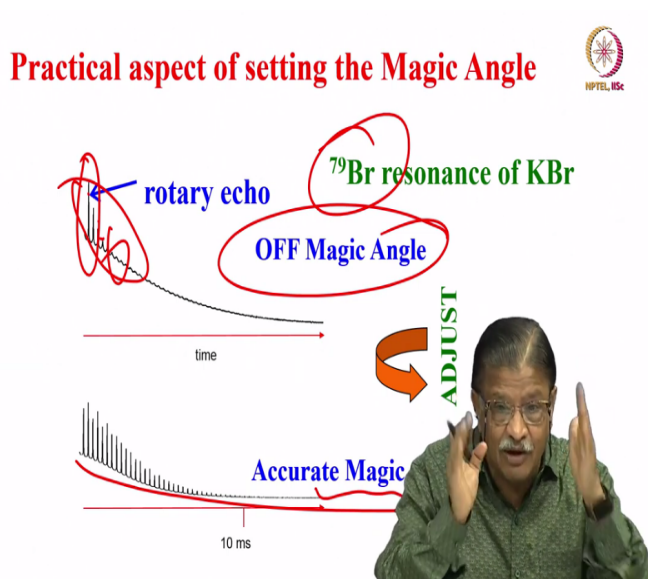 Practical aspect of setting the Magic Angle
NPTEL, IISc
⁷⁹Br resonance of KBr
rotary echo
OFF Magic Angle
ADJUST
time
Accurate Magic
10 ms